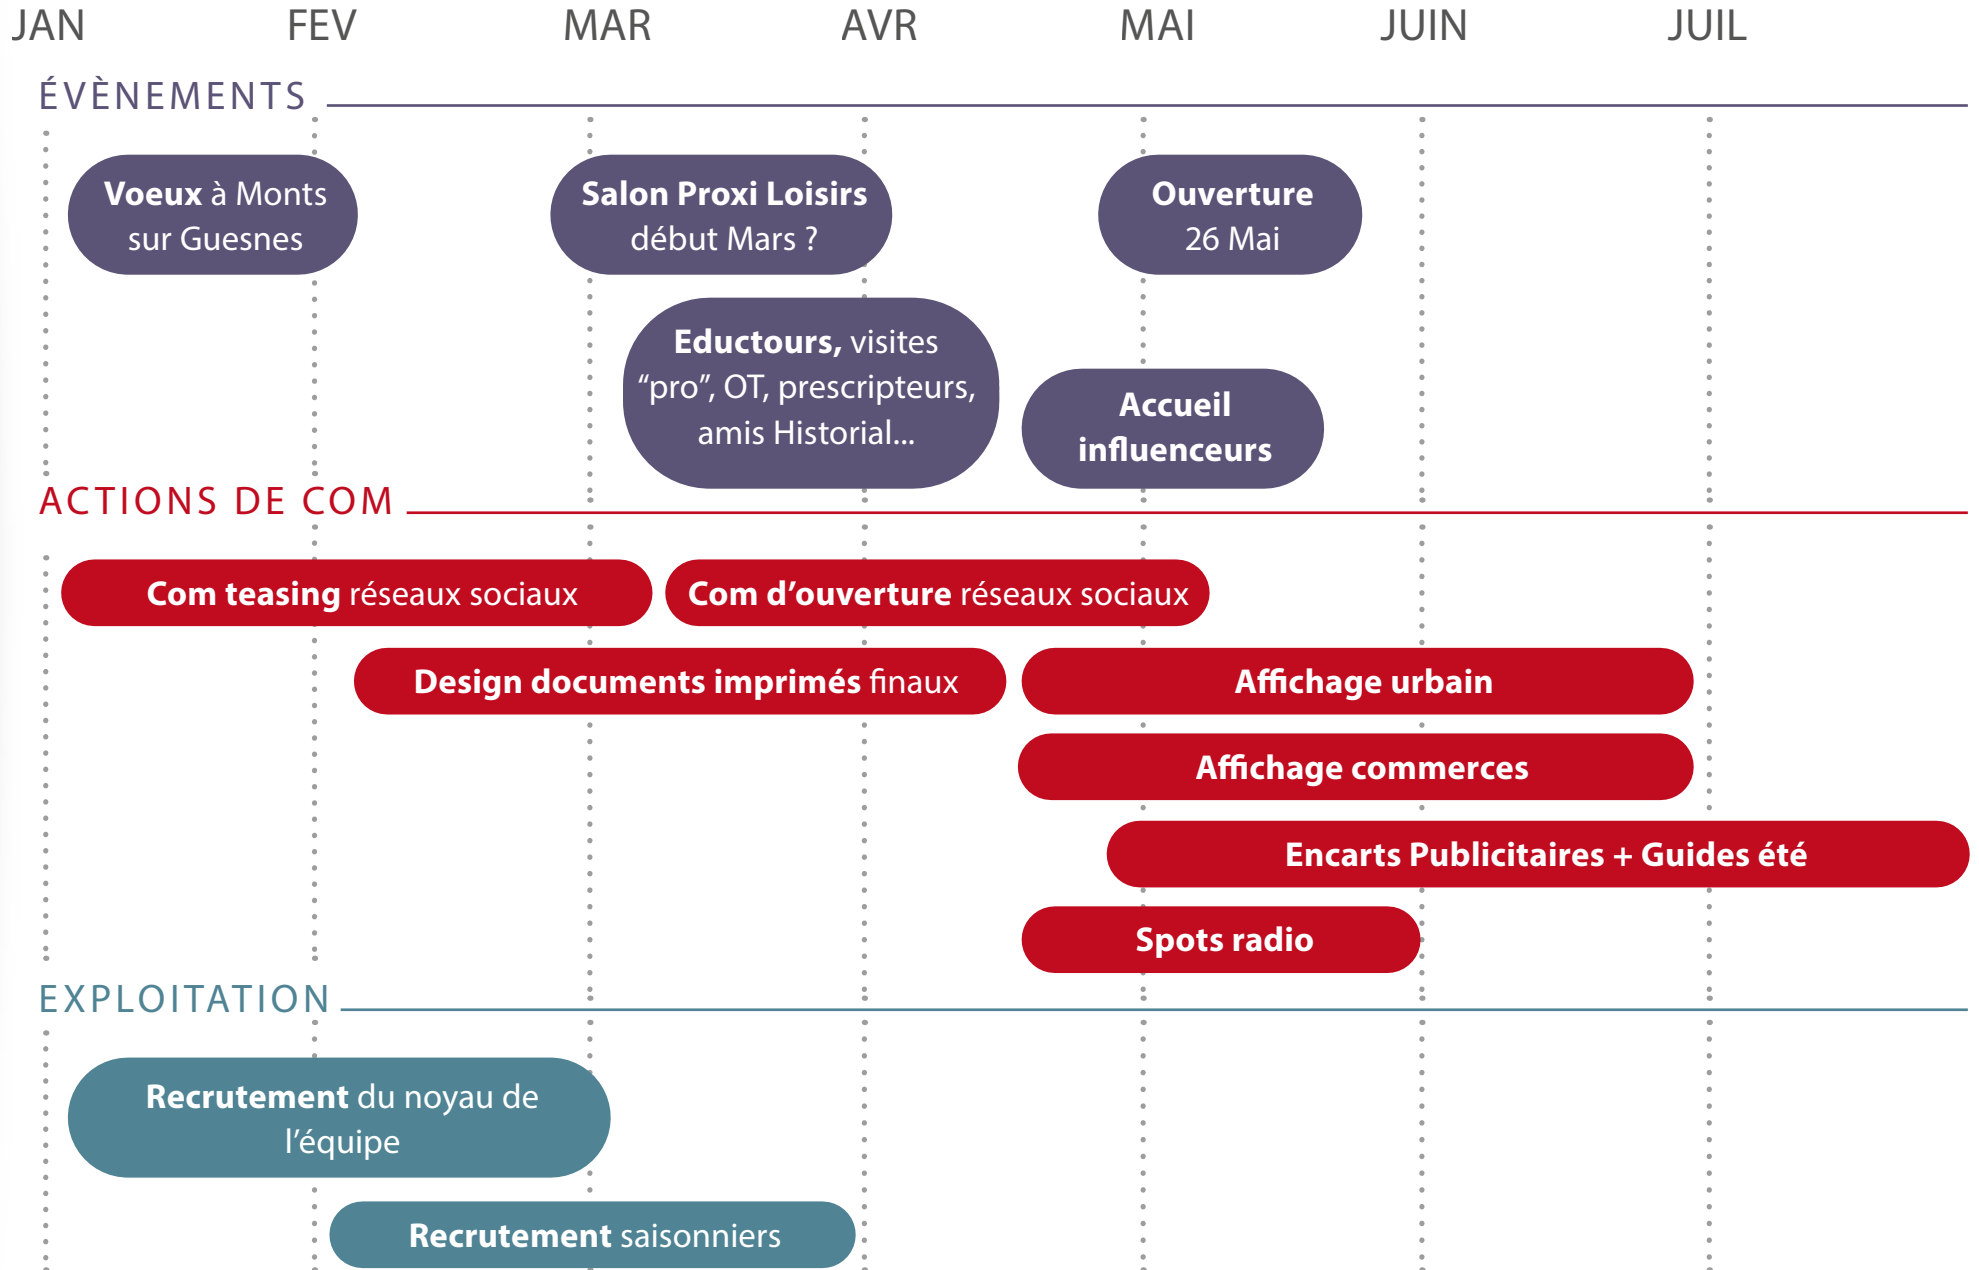 JAN FEV MAR AVR MAI JUIN JUIL
ÉVÈNEMENTS
Voeux à Monts
sur Guesnes
Salon Proxi Loisirs
début Mars ?
Ouverture
26 Mai
Eductours, visites
“pro”, OT, prescripteurs,
amis Historial...
Accueil
influenceurs
ACTIONS DE COM
Com teasing réseaux sociaux
Com d’ouverture réseaux sociaux
Design documents imprimés finaux
Affichage urbain
Affichage commerces
Encarts Publicitaires + Guides été
Spots radio
EXPLOITATION
Recrutement du noyau de
l’équipe
Recrutement saisonniers